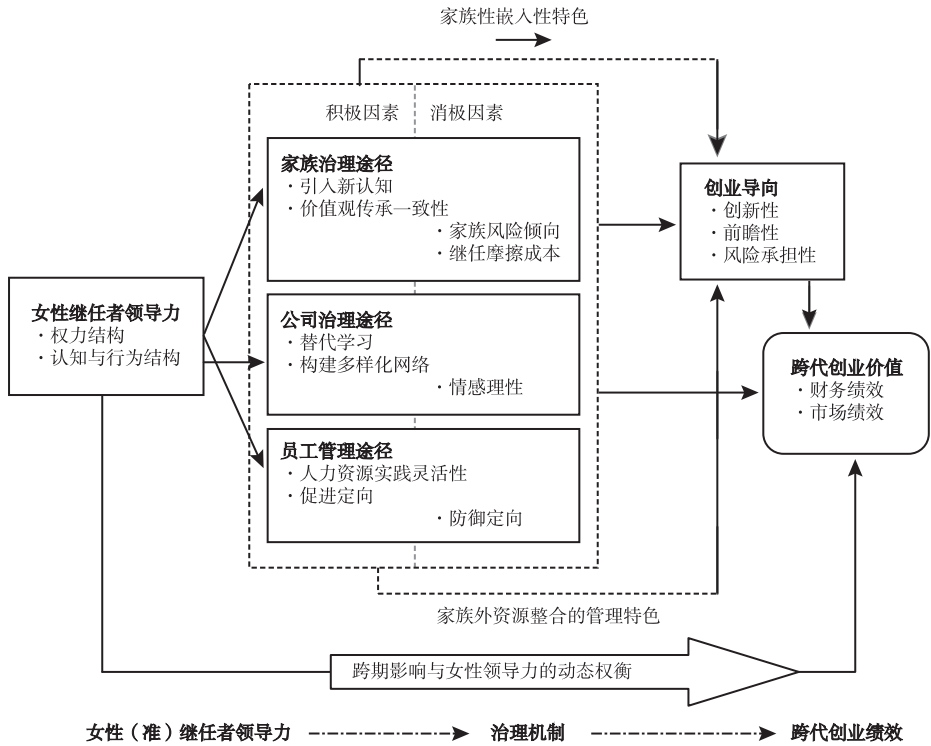 家族性嵌入性特色
积极因素 消极因素
家族治理途径
·引入新认知
·价值观传承一致性
·家族风险倾向
·继任摩擦成本
创业导向
·创新性
·前瞻性
·风险承担性
女性继任者领导力
·权力结构
·认知与行为结构
公司治理途径
·替代学习
·构建多样化网络
·情感理性
跨代创业价值
·财务绩效
·市场绩效
员工管理途径
·人力资源实践灵活性
·促进定向
·防御定向
家族外资源整合的管理特色
跨期影响与女性领导力的动态权衡
女性（准）继任者领导力 治理机制 跨代创业绩效